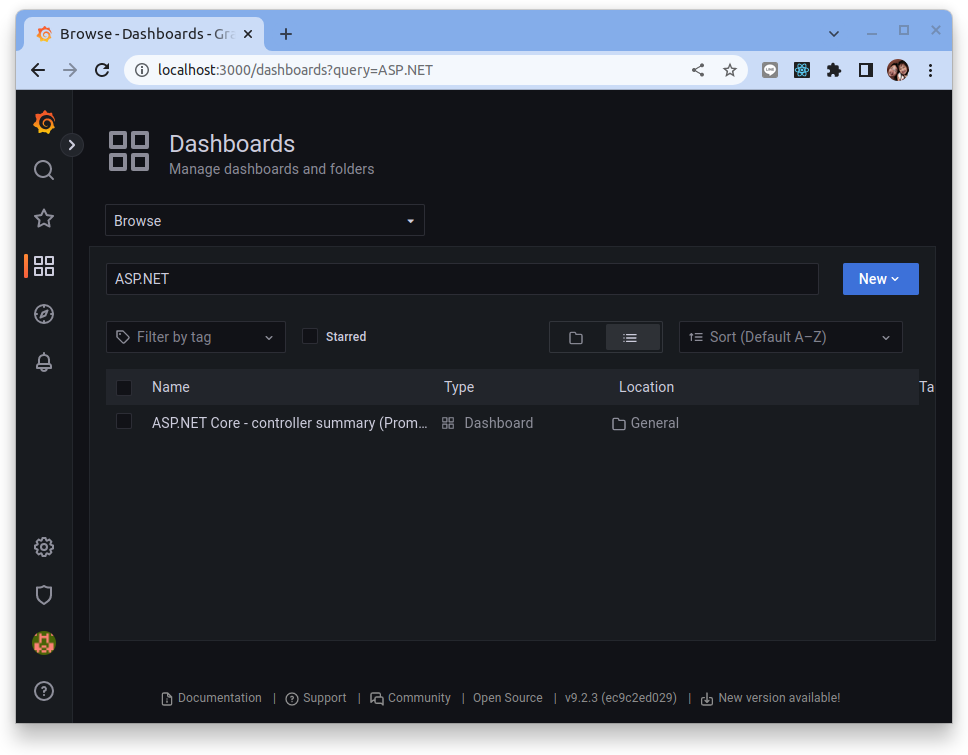 Browse - Dashboards - Gra
localhost:3000/dashboards?query=ASP.NET
Dashboards
Manage dashboards and folders
Browse
ASP.NET
New
Filter by tag
Starred
Sort (Default A–Z)
Name Type Location Ta
ASP.NET Core - controller summary (Prom... Dashboard General
Documentation | Support | Community | Open Source | v9.2.3 (ec9c2ed029) | New version available!